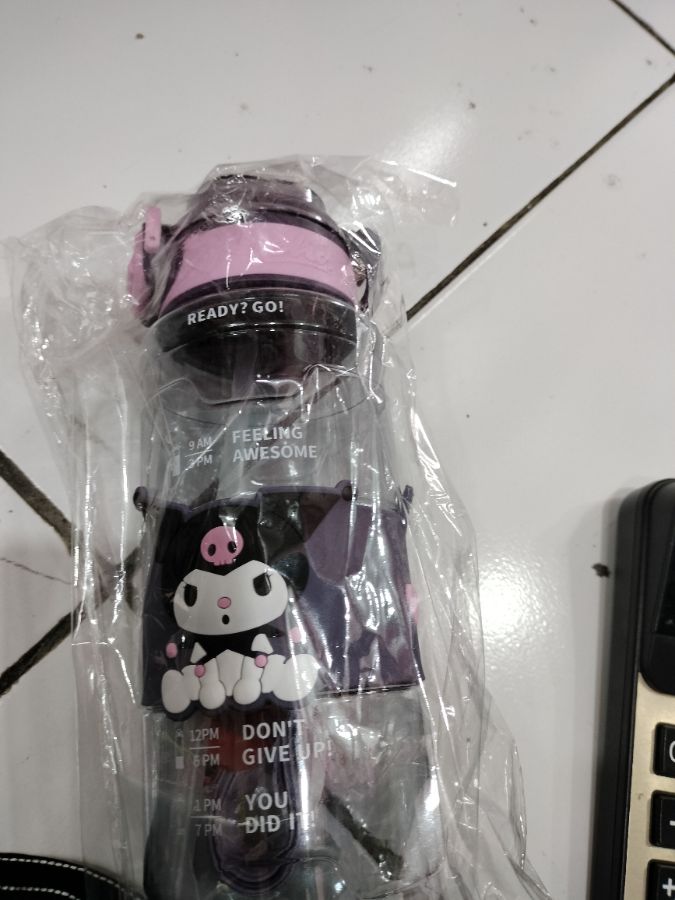 READY? GO!
9 AM
3 PM
FEELING
AWESOME
12PM
6 PM
DON'T
GIVE UP!
1 PM
7 PM
YOU
DID IT!